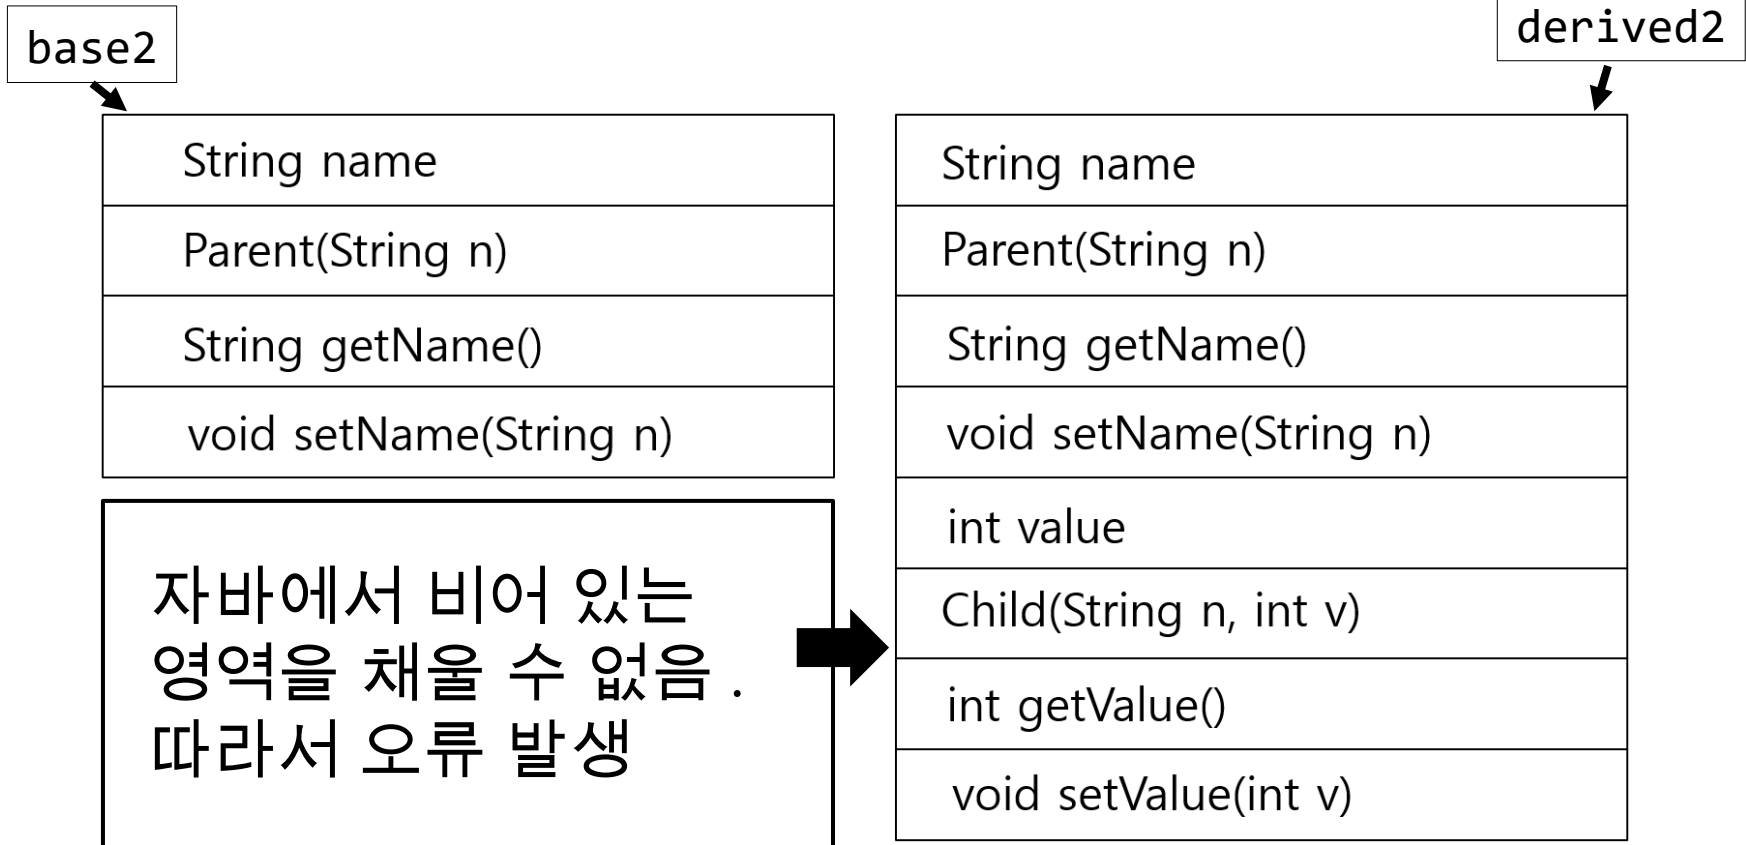 base2
derived2
String name
Parent(String n)
String getName()
void setName(String n)
자바에서 비어 있는
영역을 채울 수 없음 .
따라서 오류 발생
String name
Parent(String n)
String getName()
void setName(String n)
int value
Child(String n, int v)
int getValue()
void setValue(int v)